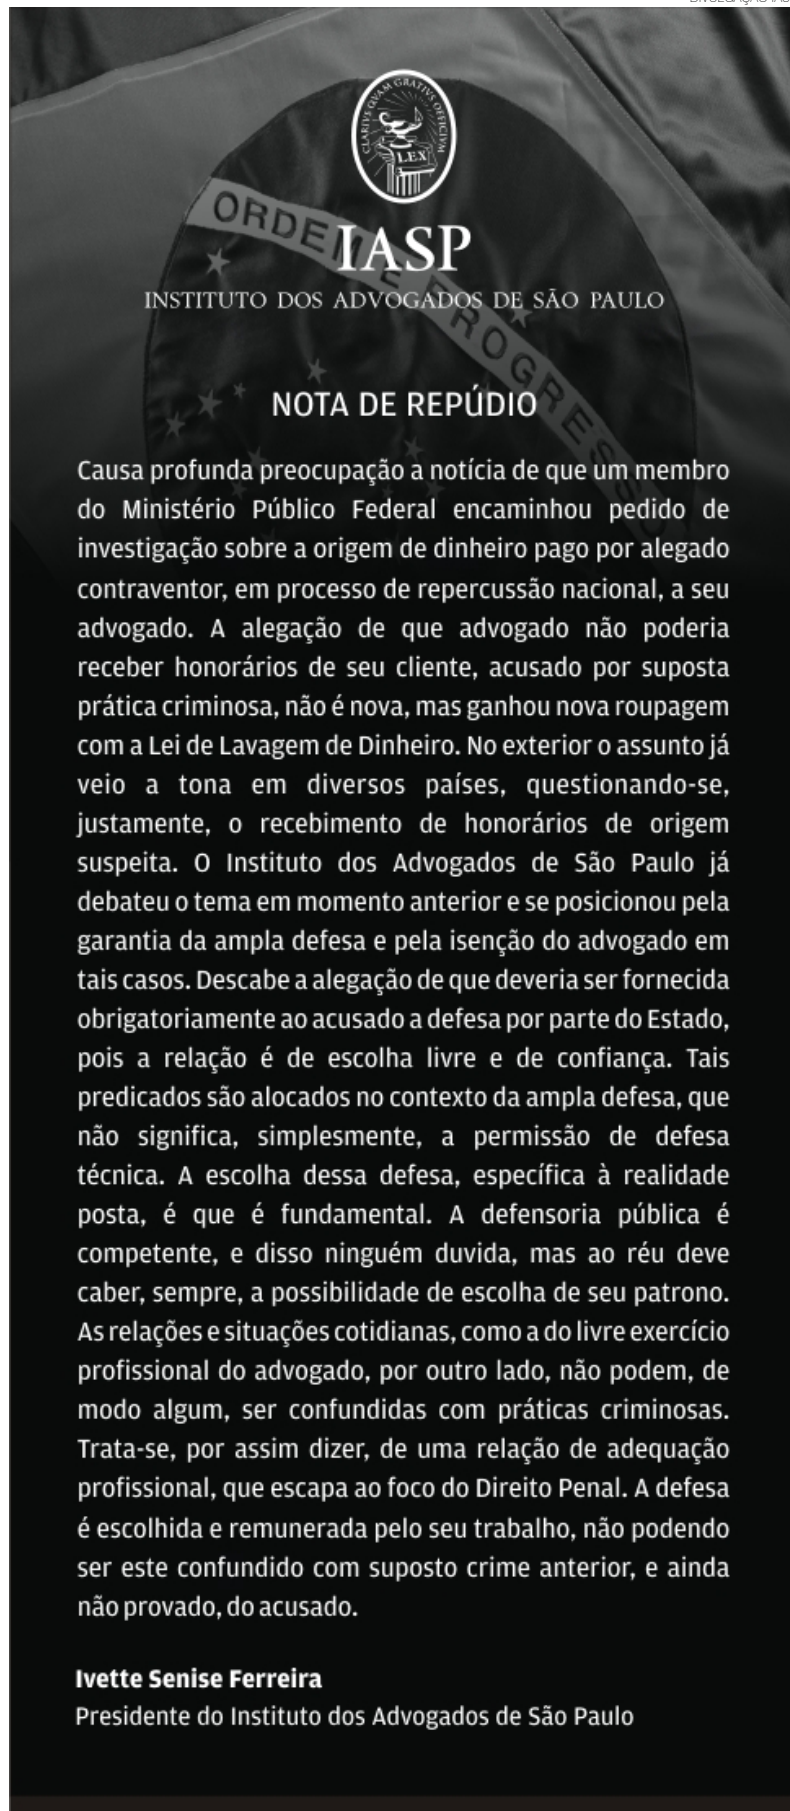 CLARIVS QVAM GRATIVS OFFICIVM
LEX
ORDEM E PROGRESSO
IASP
INSTITUTO DOS ADVOGADOS DE SÃO PAULO
NOTA DE REPÚDIO
Causa profunda preocupação a notícia de que um membro
do Ministério Público Federal encaminhou pedido de
investigação sobre a origem de dinheiro pago por alegado
contraventor, em processo de repercussão nacional, a seu
advogado. A alegação de que advogado não poderia
receber honorários de seu cliente, acusado por suposta
prática criminosa, não é nova, mas ganhou nova roupagem
com a Lei de Lavagem de Dinheiro. No exterior o assunto já
veio a tona em diversos países, questionando-se,
justamente, o recebimento de honorários de origem
suspeita. O Instituto dos Advogados de São Paulo já
debateu o tema em momento anterior e se posicionou pela
garantia da ampla defesa e pela isenção do advogado em
tais casos. Descabe a alegação de que deveria ser fornecida
obrigatoriamente ao acusado a defesa por parte do Estado,
pois a relação é de escolha livre e de confiança. Tais
predicados são alocados no contexto da ampla defesa, que
não significa, simplesmente, a permissão de defesa
técnica. A escolha dessa defesa, específica à realidade
posta, é que é fundamental. A defensoria pública é
competente, e disso ninguém duvida, mas ao réu deve
caber, sempre, a possibilidade de escolha de seu patrono.
As relações e situações cotidianas, como a do livre exercício
profissional do advogado, por outro lado, não podem, de
modo algum, ser confundidas com práticas criminosas.
Trata-se, por assim dizer, de uma relação de adequação
profissional, que escapa ao foco do Direito Penal. A defesa
é escolhida e remunerada pelo seu trabalho, não podendo
ser este confundido com suposto crime anterior, e ainda
não provado, do acusado.
Ivette Senise Ferreira
Presidente do Instituto dos Advogados de São Paulo